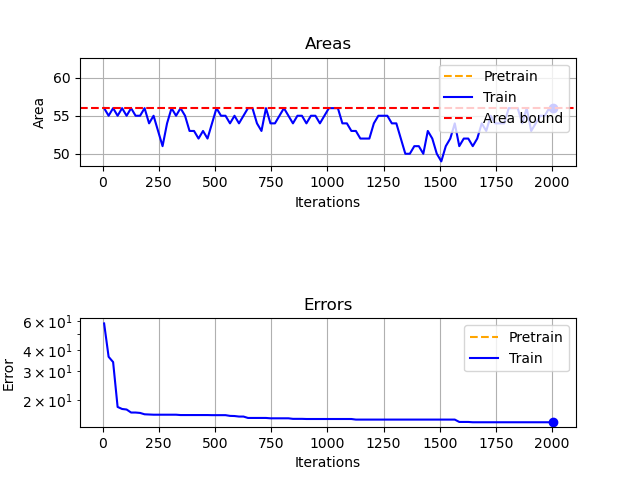 Areas
Pretrain
Train
Area bound
60
55
50
Area
0 250 500 750 1000 1250 1500 1750 2000
Iterations
Errors
Pretrain
Train
6 × 10¹
4 × 10¹
3 × 10¹
2 × 10¹
Error
0 250 500 750 1000 1250 1500 1750 2000
Iterations